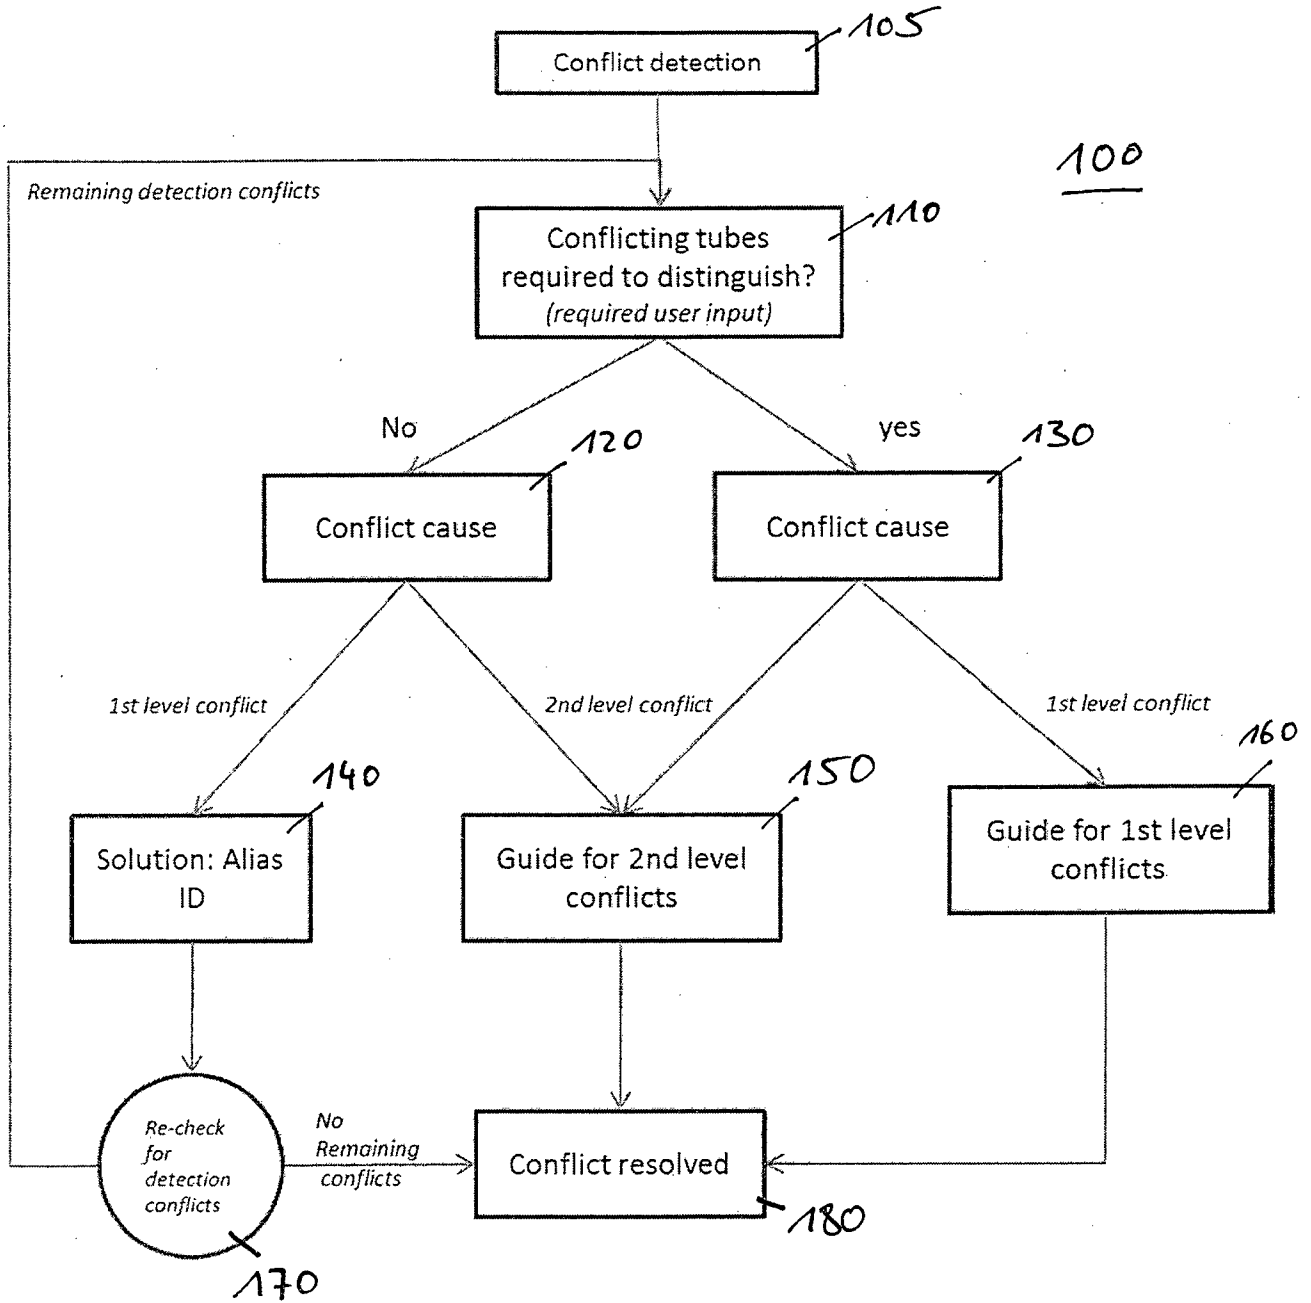 105
Conflict detection
100
Remaining detection conflicts
110
Conflicting tubes
required to distinguish?
(required user input)
No
yes
120
130
Conflict cause
Conflict cause
1st level conflict
2nd level conflict
1st level conflict
160
140
150
Solution: Alias
ID
Guide for 2nd level
conflicts
Guide for 1st level
conflicts
Re-check
for
detection
conflicts
No
Remaining
conflicts
Conflict resolved
180
170